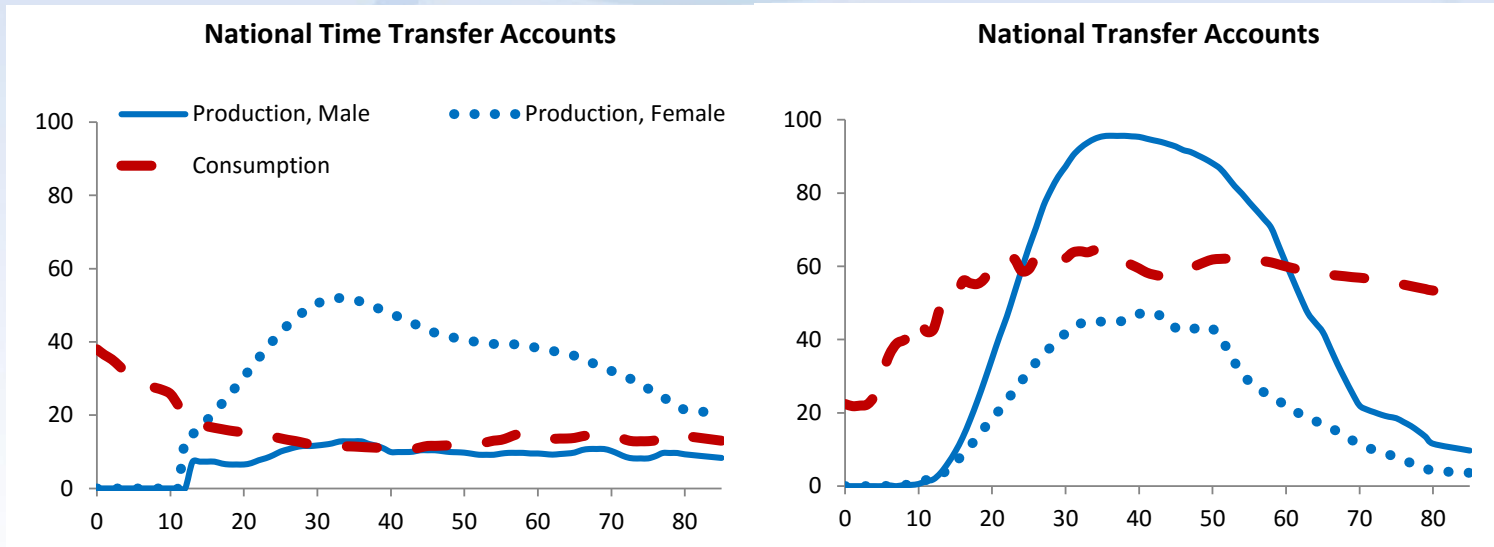 National Time Transfer Accounts
Production, Male
Production, Female
Consumption
100
80
60
40
20
0
0 10 20 30 40 50 60 70 80
National Transfer Accounts
100
80
60
40
20
0
0 10 20 30 40 50 60 70 80